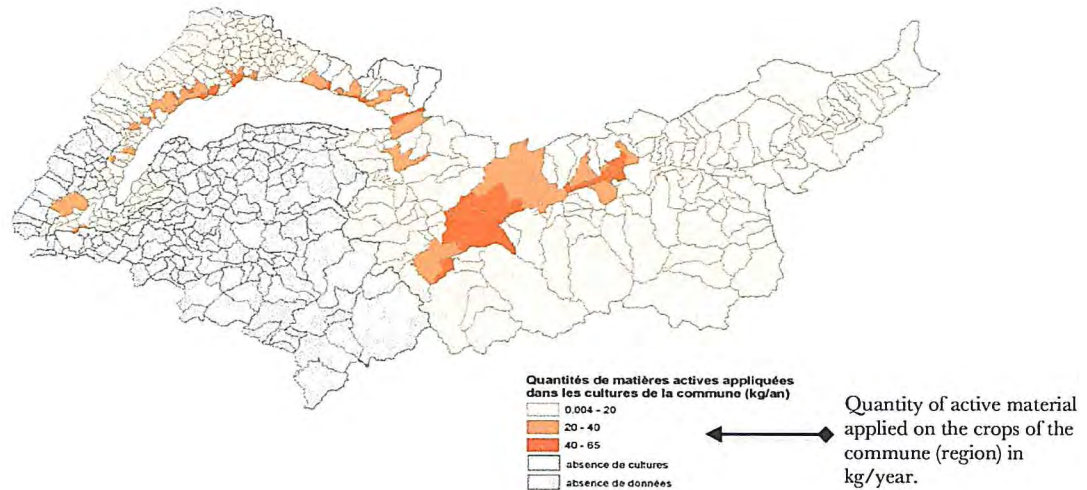 Quantités de matières actives appliquées
dans les cultures de la commune (kg/an)
0.004 - 20
20 - 40
40 - 65
absence de cultures
absence de données
Quantity of active material
applied on the crops of the
commune (region) in
kg/year.